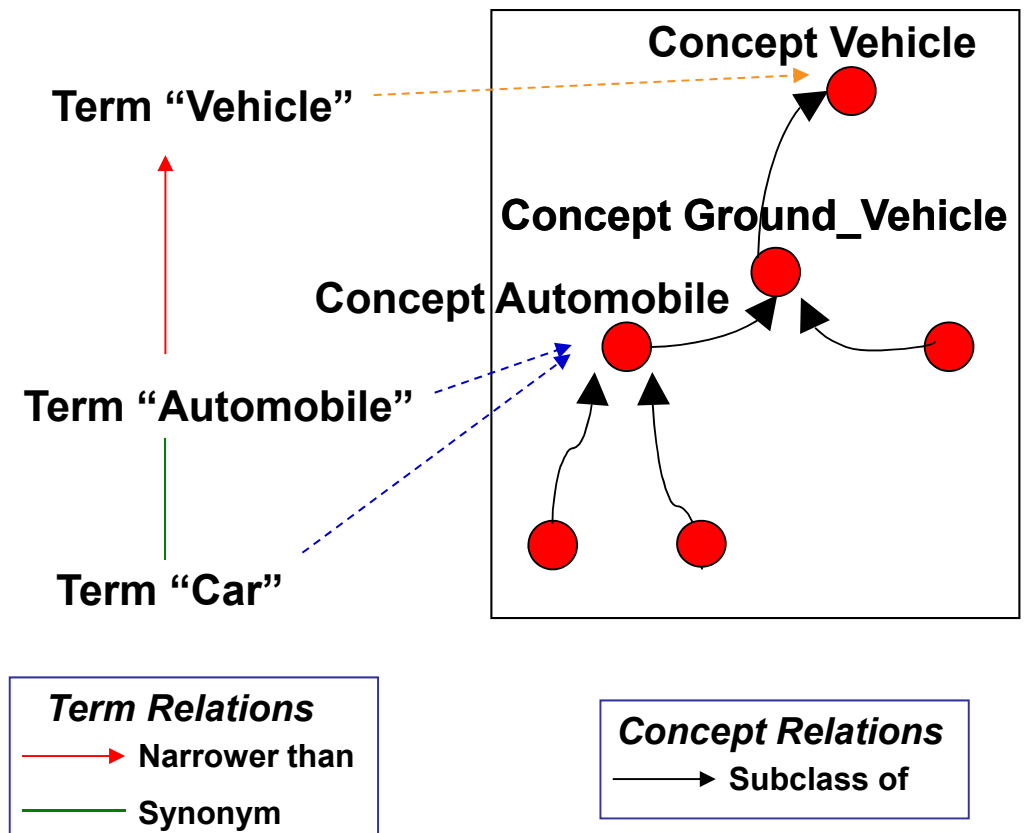 Concept Vehicle
Term “Vehicle”
Concept Ground_Vehicle
Concept Automobile
Term “Automobile”
Term “Car”
Term Relations
Narrower than
Synonym
Concept Relations
Subclass of